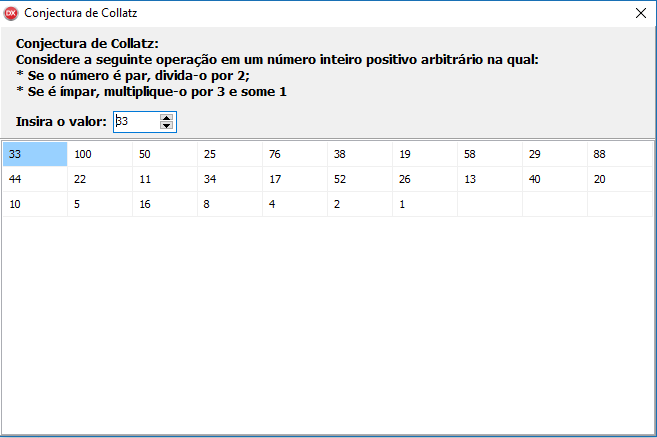 DX Conjectura de Collatz
Conjectura de Collatz:
Considere a seguinte operação em um número inteiro positivo arbitrário na qual:
* Se o número é par, divida-o por 2;
* Se é ímpar, multiplique-o por 3 e some 1
Insira o valor: 33
33 100 50 25 76 38 19 58 29 88
44 22 11 34 17 52 26 13 40 20
10 5 16 8 4 2 1